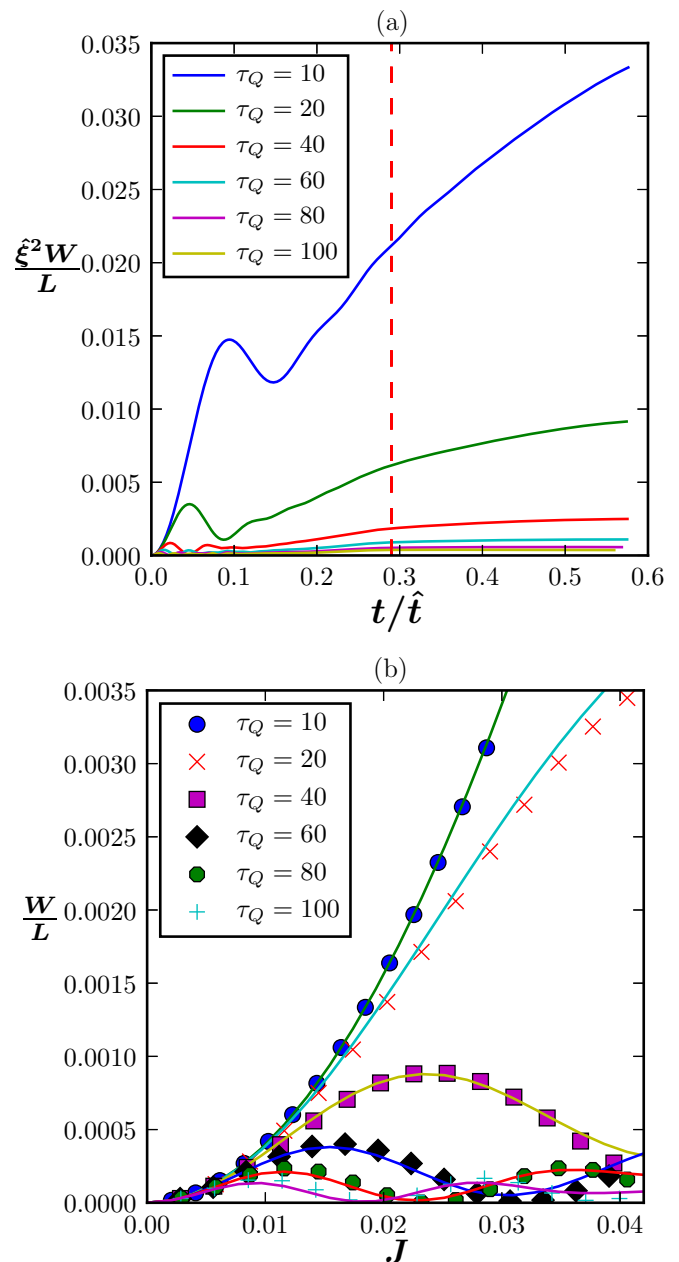 (a)
0.035
0.030
0.025
0.020
0.015
0.010
0.005
0.000
τ_Q = 10
τ_Q = 20
τ_Q = 40
τ_Q = 60
τ_Q = 80
τ_Q = 100
ξ̂²W/L
0.0 0.1 0.2 0.3 0.4 0.5 0.6
t/t̂
(b)
0.0035
0.0030
0.0025
0.0020
0.0015
0.0010
0.0005
0.0000
τ_Q = 10
τ_Q = 20
τ_Q = 40
τ_Q = 60
τ_Q = 80
τ_Q = 100
W/L
0.00 0.01 0.02 0.03 0.04
J